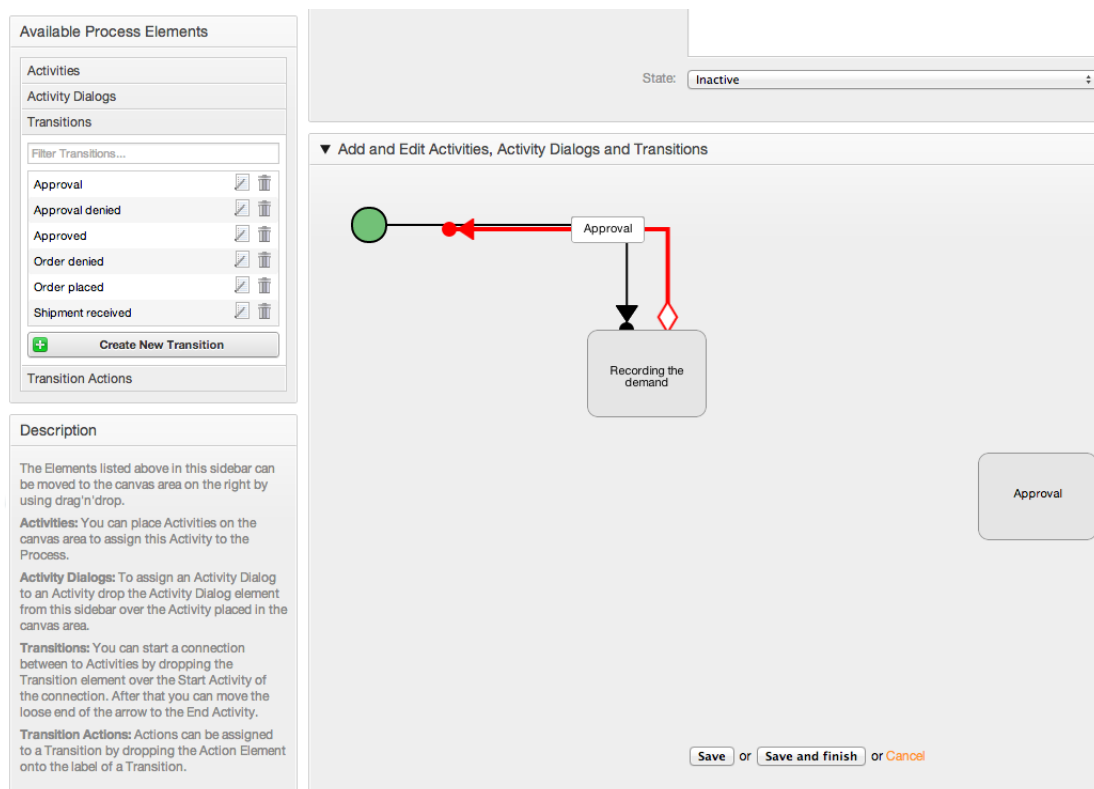 Available Process Elements
Activities
Activity Dialogs
Transitions
Filter Transitions...
Approval
Approval denied
Approved
Order denied
Order placed
Shipment received
Create New Transition
Transition Actions
Description
The Elements listed above in this sidebar can
be moved to the canvas area on the right by
using drag'n'drop.
Activities: You can place Activities on the
canvas area to assign this Activity to the
Process.
Activity Dialogs: To assign an Activity Dialog
to an Activity drop the Activity Dialog element
from this sidebar over the Activity placed in the
canvas area.
Transitions: You can start a connection
between to Activities by dropping the
Transition element over the Start Activity of
the connection. After that you can move the
loose end of the arrow to the End Activity.
Transition Actions: Actions can be assigned
to a Transition by dropping the Action Element
onto the label of a Transition.
State: Inactive
Add and Edit Activities, Activity Dialogs and Transitions
Approval
Recording the
demand
Approval
Save or Save and finish or Cancel